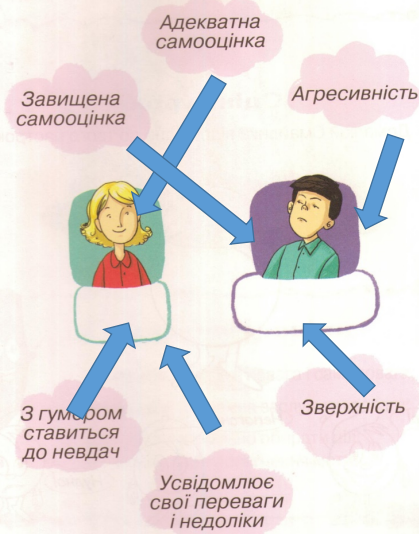 Адекватна
самооцінка
Завищена
самооцінка
Агресивність
З гумором
ставиться
до невдач
Зверхність
Усвідомлює
свої переваги
і недоліки